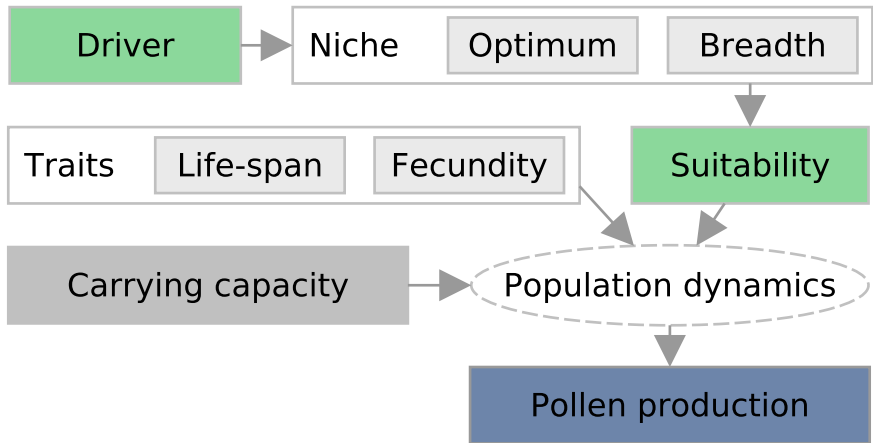 Driver
Niche Optimum Breadth
Traits Life-span Fecundity
Suitability
Carrying capacity
Population dynamics
Pollen production